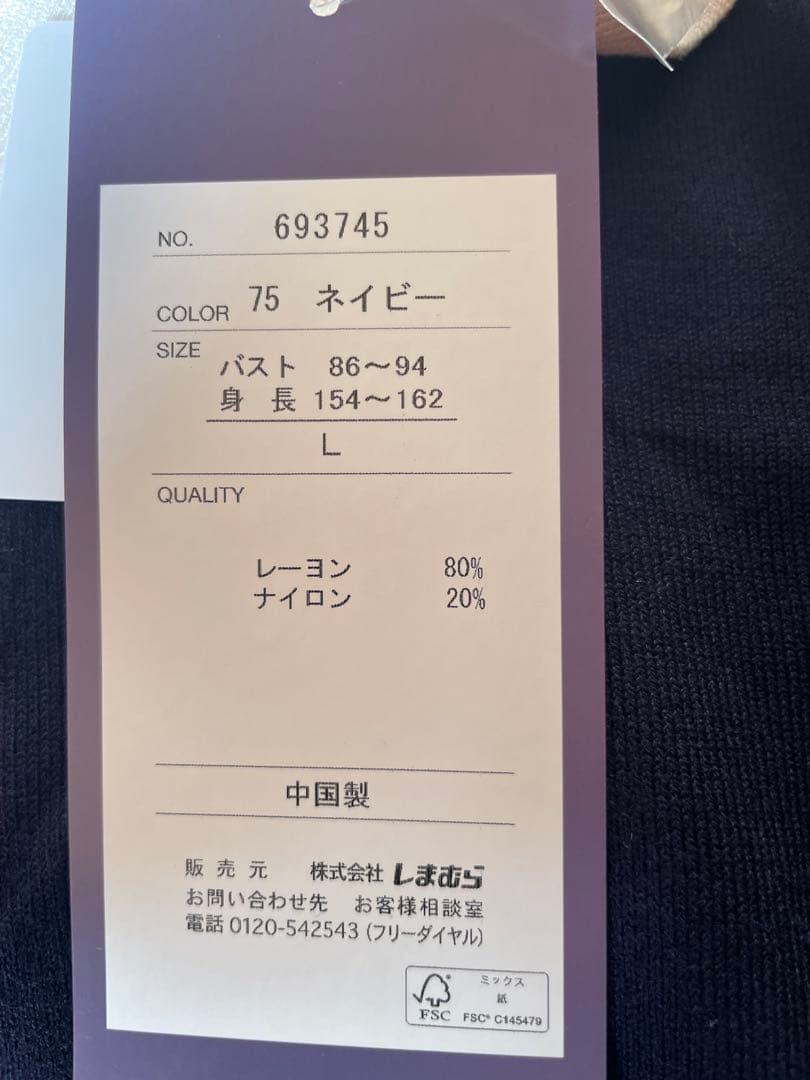 NO. 693745
COLOR 75 ネイビー
SIZE
バスト 86～94
身 長 154～162
L
QUALITY
レーヨン 80%
ナイロン 20%
中国製
販売元 株式会社 しまむら
お問い合わせ先 お客様相談室
電話 0120-542543 (フリーダイヤル)
ミックス
紙
FSC FSC® C145479